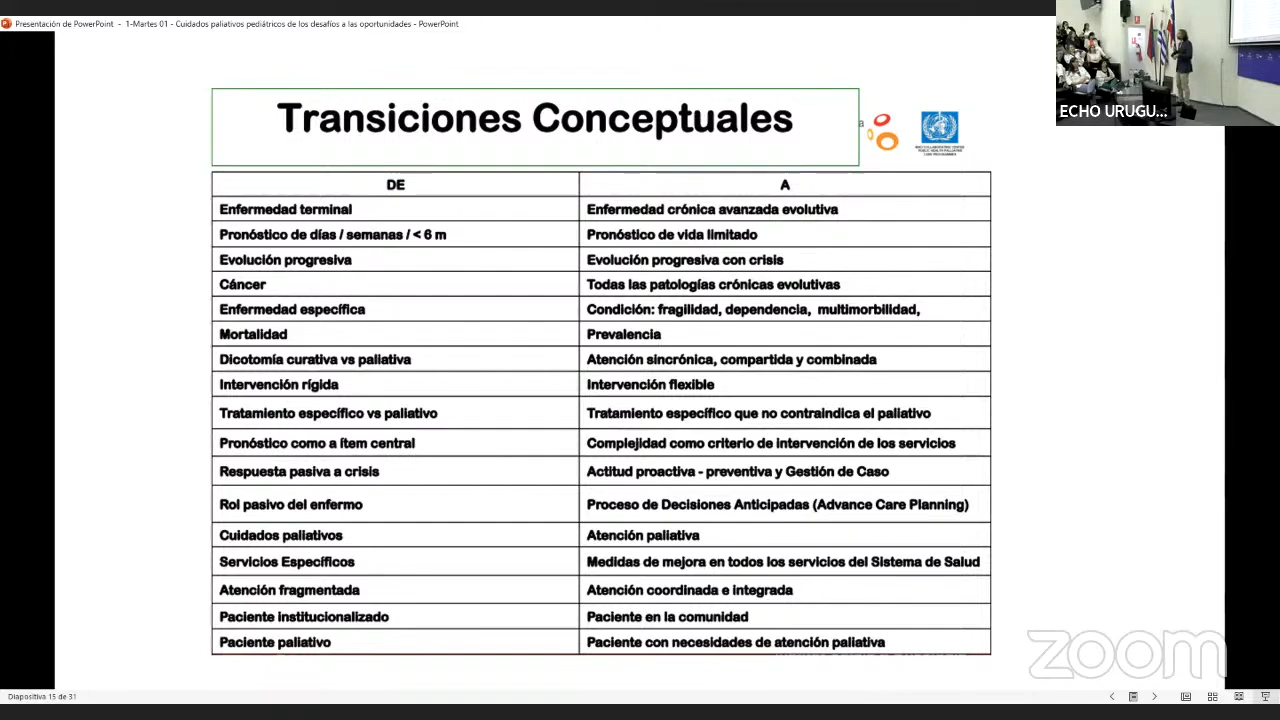 Presentación de PowerPoint - 1-Martes 01 - Cuidados paliativos pediátricos de los desafíos a las oportunidades - PowerPoint
ECHO URUGU...
Transiciones Conceptuales
a
DE A
Enfermedad terminal Enfermedad crónica avanzada evolutiva
Pronóstico de días / semanas / < 6 m Pronóstico de vida limitado
Evolución progresiva Evolución progresiva con crisis
Cáncer Todas las patologías crónicas evolutivas
Enfermedad específica Condición: fragilidad, dependencia, multimorbilidad,
Mortalidad Prevalencia
Dicotomía curativa vs paliativa Atención sincrónica, compartida y combinada
Intervención rígida Intervención flexible
Tratamiento específico vs paliativo Tratamiento específico que no contraindica el paliativo
Pronóstico como a ítem central Complejidad como criterio de intervención de los servicios
Respuesta pasiva a crisis Actitud proactiva - preventiva y Gestión de Caso
Rol pasivo del enfermo Proceso de Decisiones Anticipadas (Advance Care Planning)
Cuidados paliativos Atención paliativa
Servicios Específicos Medidas de mejora en todos los servicios del Sistema de Salud
Atención fragmentada Atención coordinada e integrada
Paciente institucionalizado Paciente en la comunidad
Paciente paliativo Paciente con necesidades de atención paliativa
zoom
Diapositiva 15 de 31